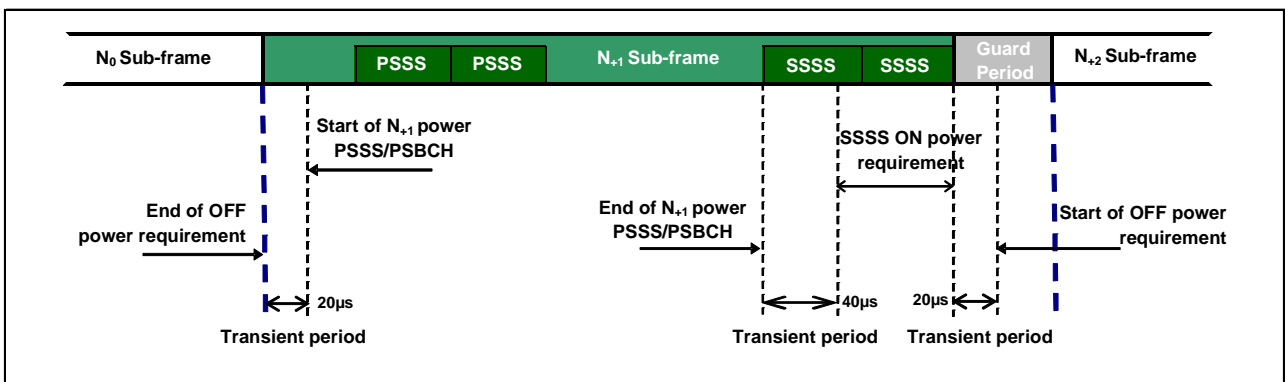 N0 Sub-frame
PSSS
PSSS
N+1 Sub-frame
SSSS
SSSS
Guard
Period
N+2 Sub-frame
Start of N+1 power
PSSS/PSBCH
SSSS ON power
requirement
End of OFF
power requirement
End of N+1 power
PSSS/PSBCH
Start of OFF power
requirement
20µs
40µs
20µs
Transient period
Transient period
Transient period